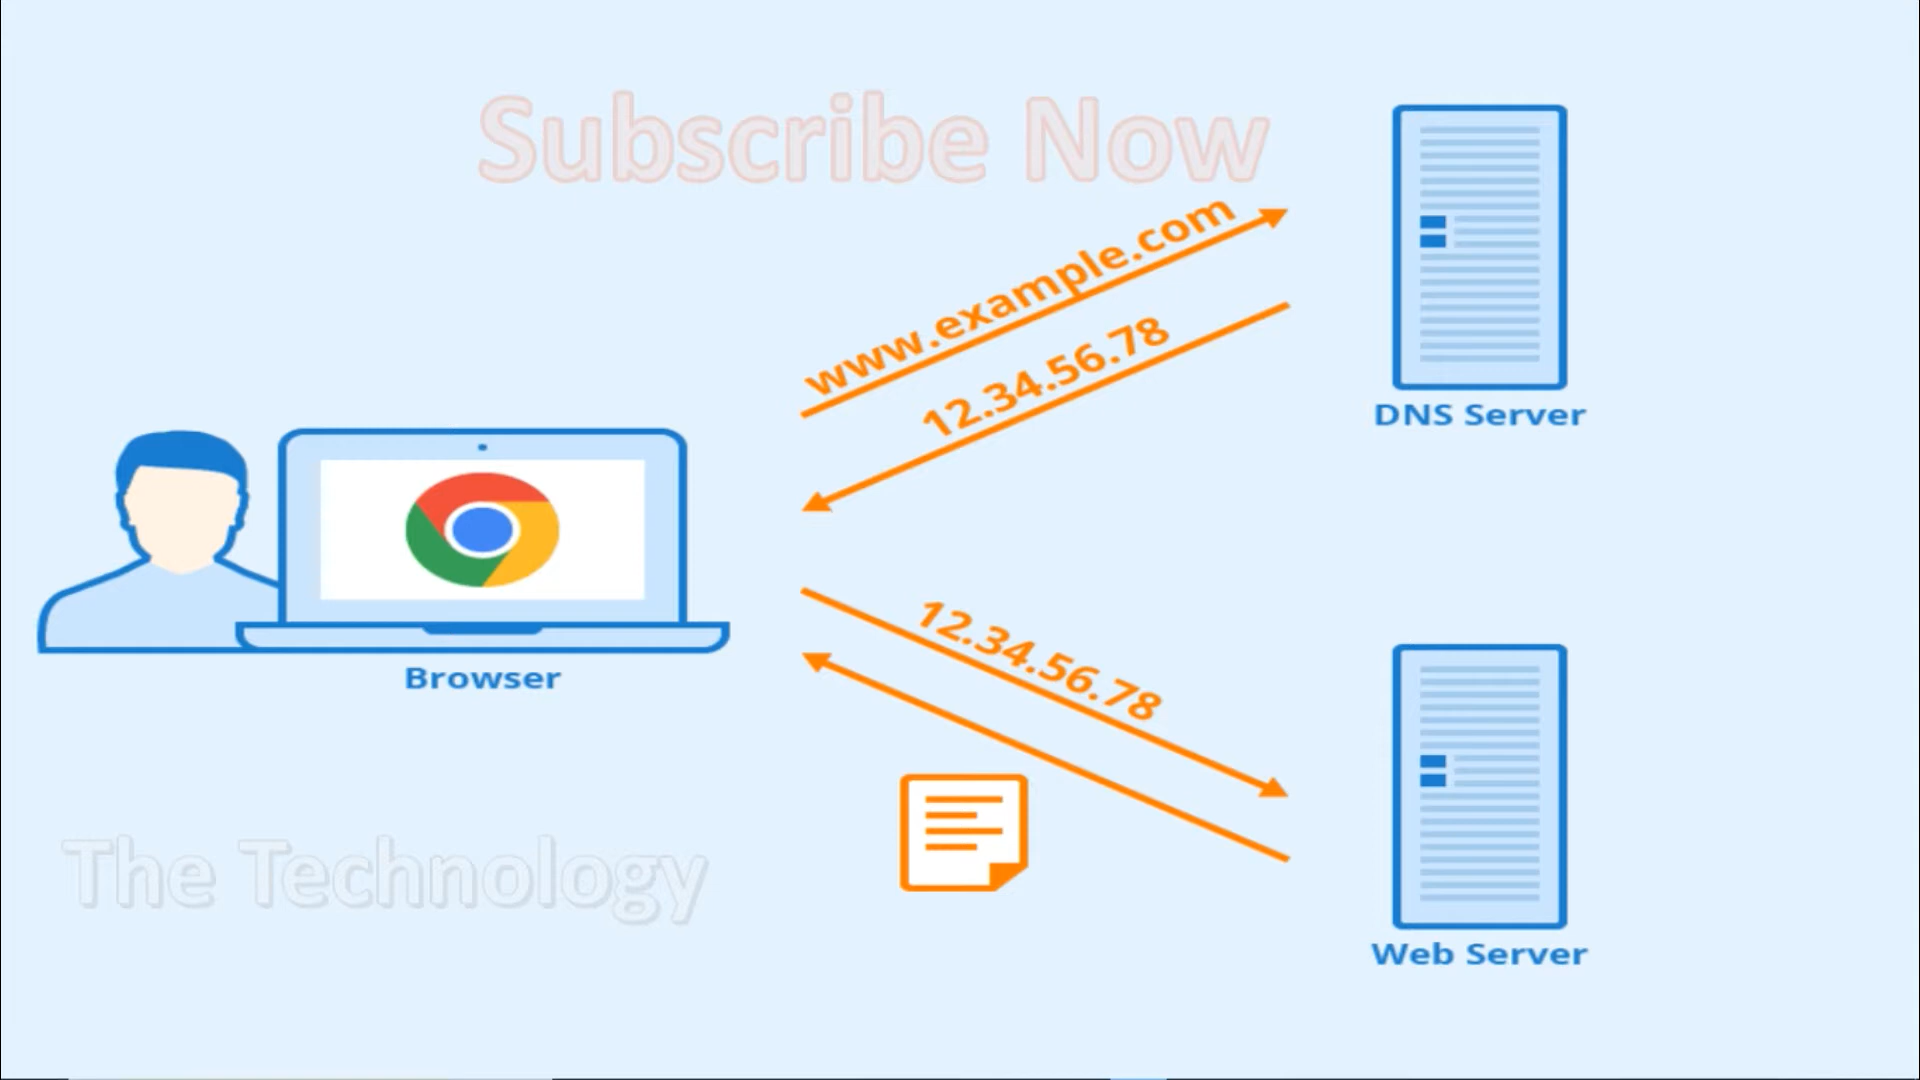 Subscribe Now
www.example.com
12.34.56.78
DNS Server
Browser
12.34.56.78
The Technology
Web Server